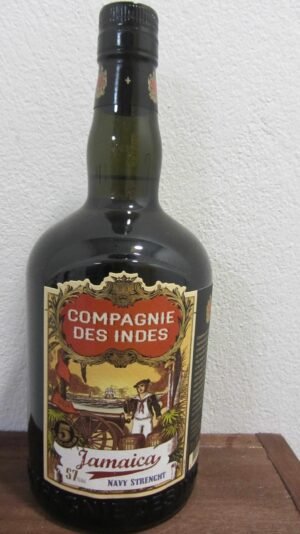 COMPAGNIE
DES INDES
5
Jamaica
57
NAVY STRENGHT